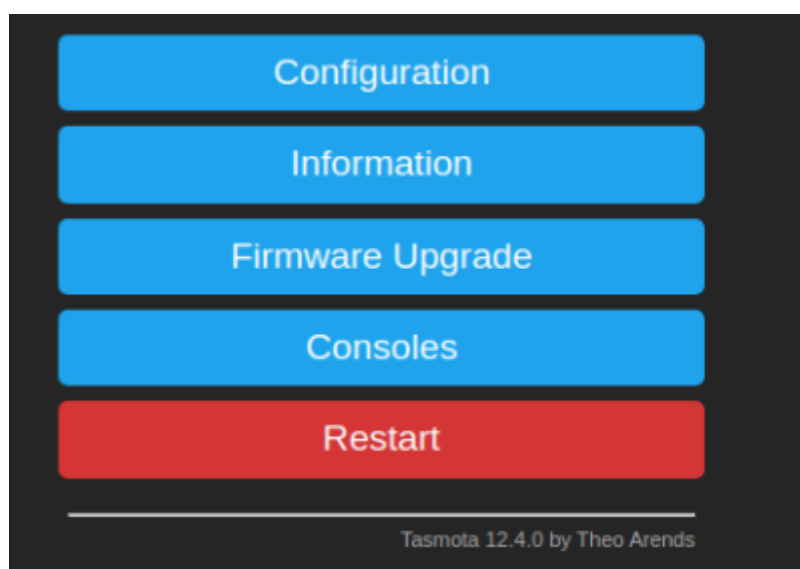 Configuration
Information
Firmware Upgrade
Consoles
Restart
Tasmota 12.4.0 by Theo Arends